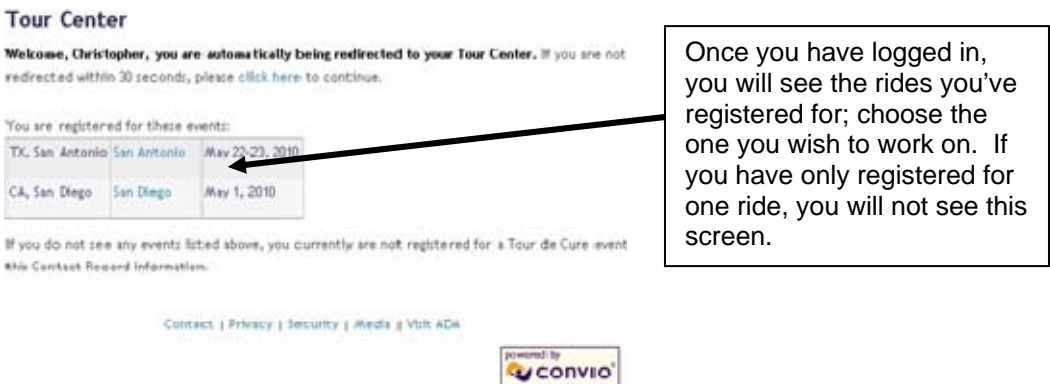 Tour Center
Welcome, Christopher, you are automatically being redirected to your Tour Center. If you are not
redirected within 30 seconds, please click here to continue.
You are registered for these events:
TX, San Antonio San Antonio May 22-23, 2010
CA, San Diego San Diego May 1, 2010
If you do not see any events listed above, you currently are not registered for a Tour de Cure event
this Contact Record information.
Contact | Privacy | Security | Media | Visit ADA
powered by
convio
Once you have logged in,
you will see the rides you’ve
registered for; choose the
one you wish to work on. If
you have only registered for
one ride, you will not see this
screen.